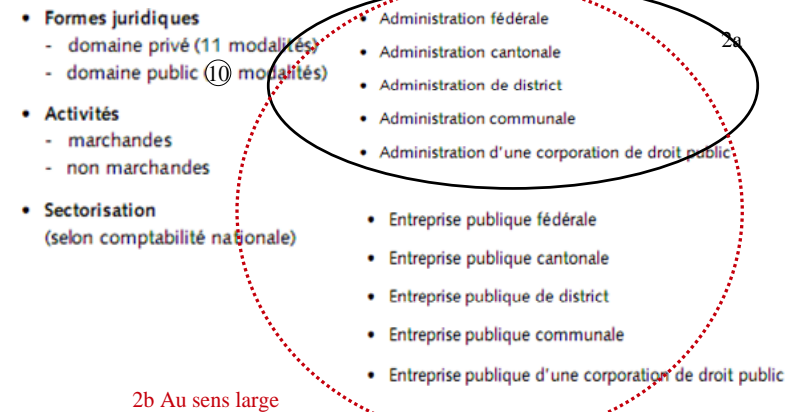 • Formes juridiques
- domaine privé (11 modalités)
- domaine public (10 modalités)
• Activités
- marchandes
- non marchandes
• Sectorisation
(selon comptabilité nationale)
• Administration fédérale
• Administration cantonale
• Administration de district
• Administration communale
• Administration d'une corporation de droit public
2a
• Entreprise publique fédérale
• Entreprise publique cantonale
• Entreprise publique de district
• Entreprise publique communale
• Entreprise publique d'une corporation de droit public
2b Au sens large